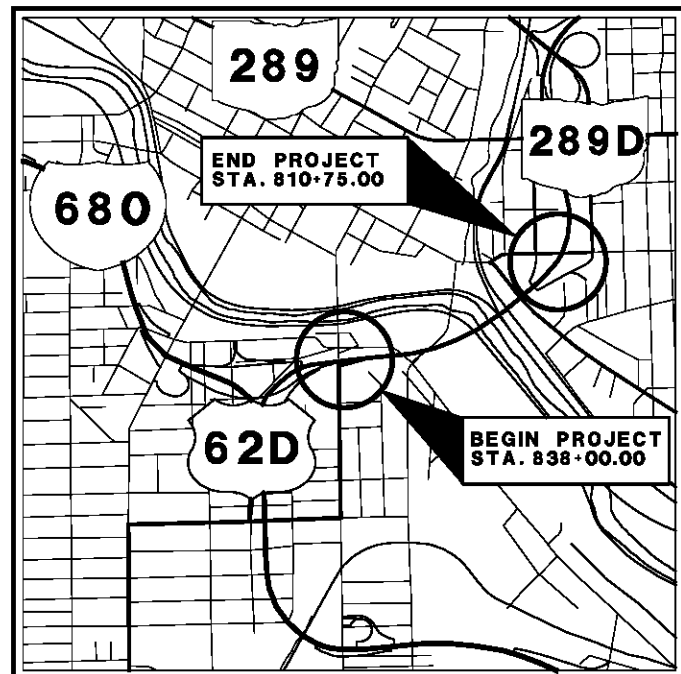 289
289D
END PROJECT
STA. 810+75.00
680
62D
BEGIN PROJECT
STA. 838+00.00